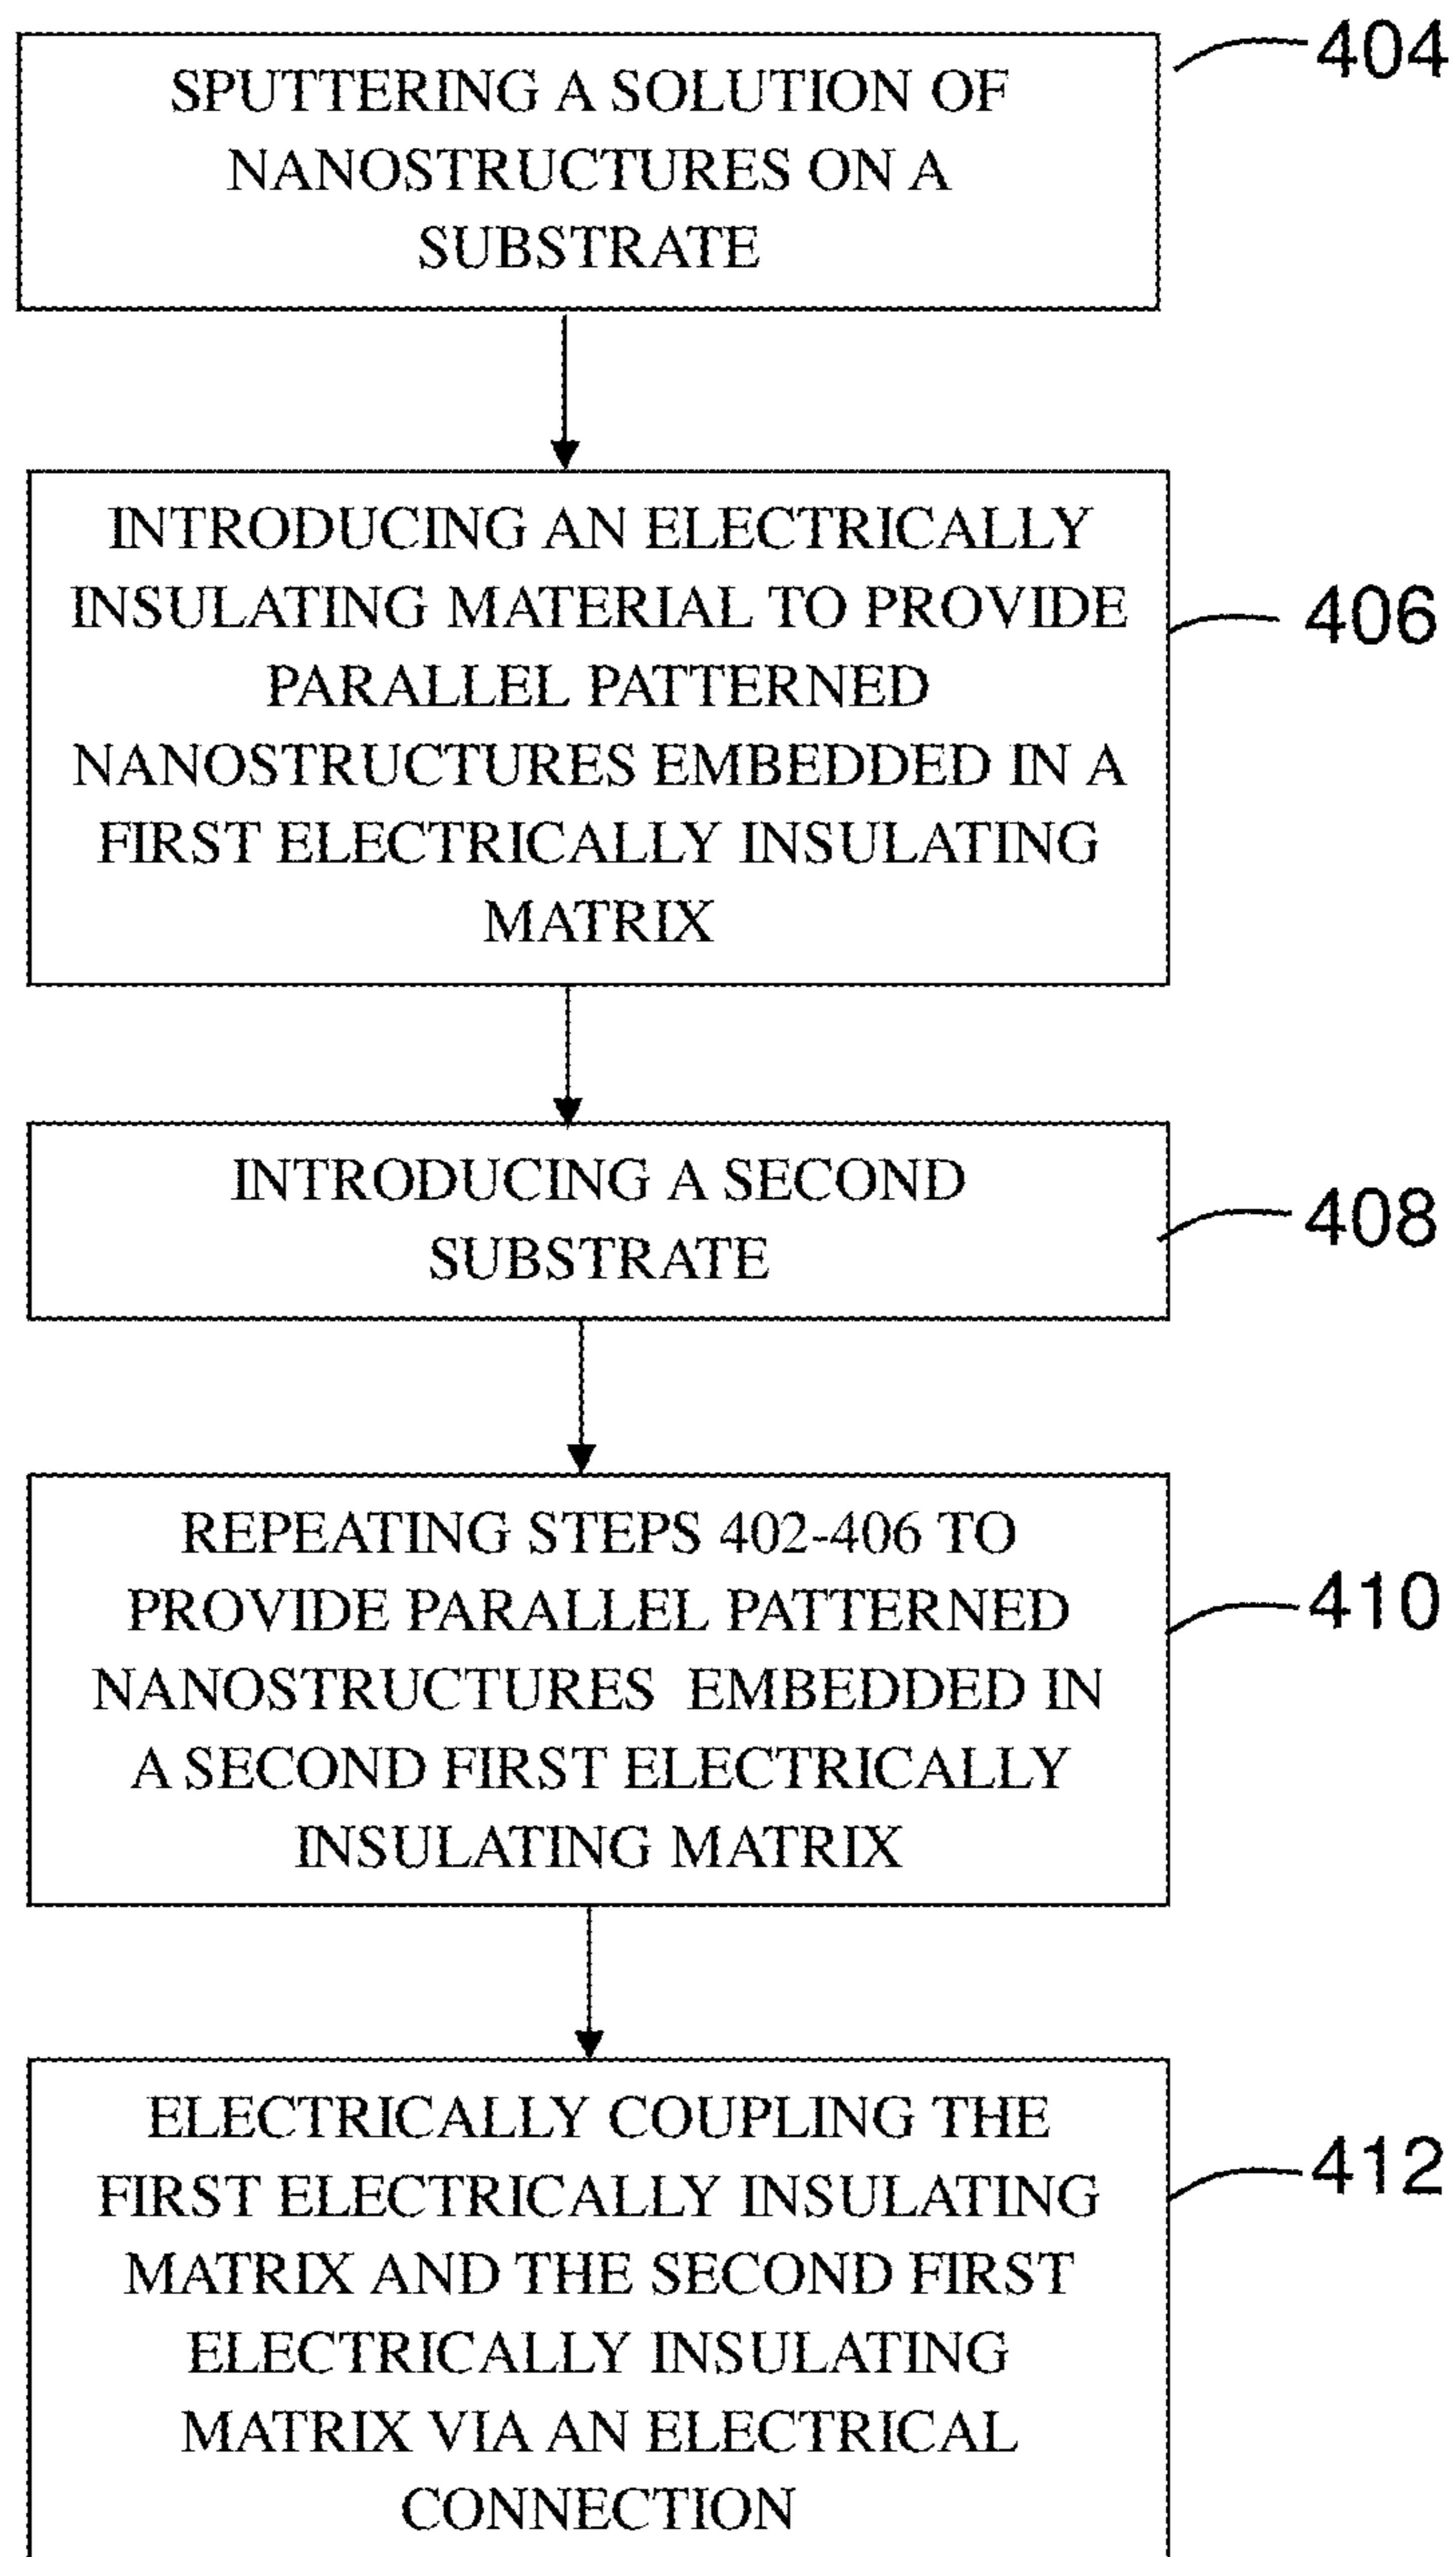 404
SPUTTERING A SOLUTION OF
NANOSTRUCTURES ON A
SUBSTRATE
INTRODUCING AN ELECTRICALLY
INSULATING MATERIAL TO PROVIDE
406
PARALLEL PATTERNED
NANOSTRUCTURES EMBEDDED IN A
FIRST ELECTRICALLY INSULATING
MATRIX
INTRODUCING A SECOND
408
SUBSTRATE
REPEATING STEPS 402-406 TO
PROVIDE PARALLEL PATTERNED
410
NANOSTRUCTURES EMBEDDED IN
A SECOND FIRST ELECTRICALLY
INSULATING MATRIX
ELECTRICALLY COUPLING THE
412
FIRST ELECTRICALLY INSULATING
MATRIX AND THE SECOND FIRST
ELECTRICALLY INSULATING
MATRIX VIA AN ELECTRICAL
CONNECTION